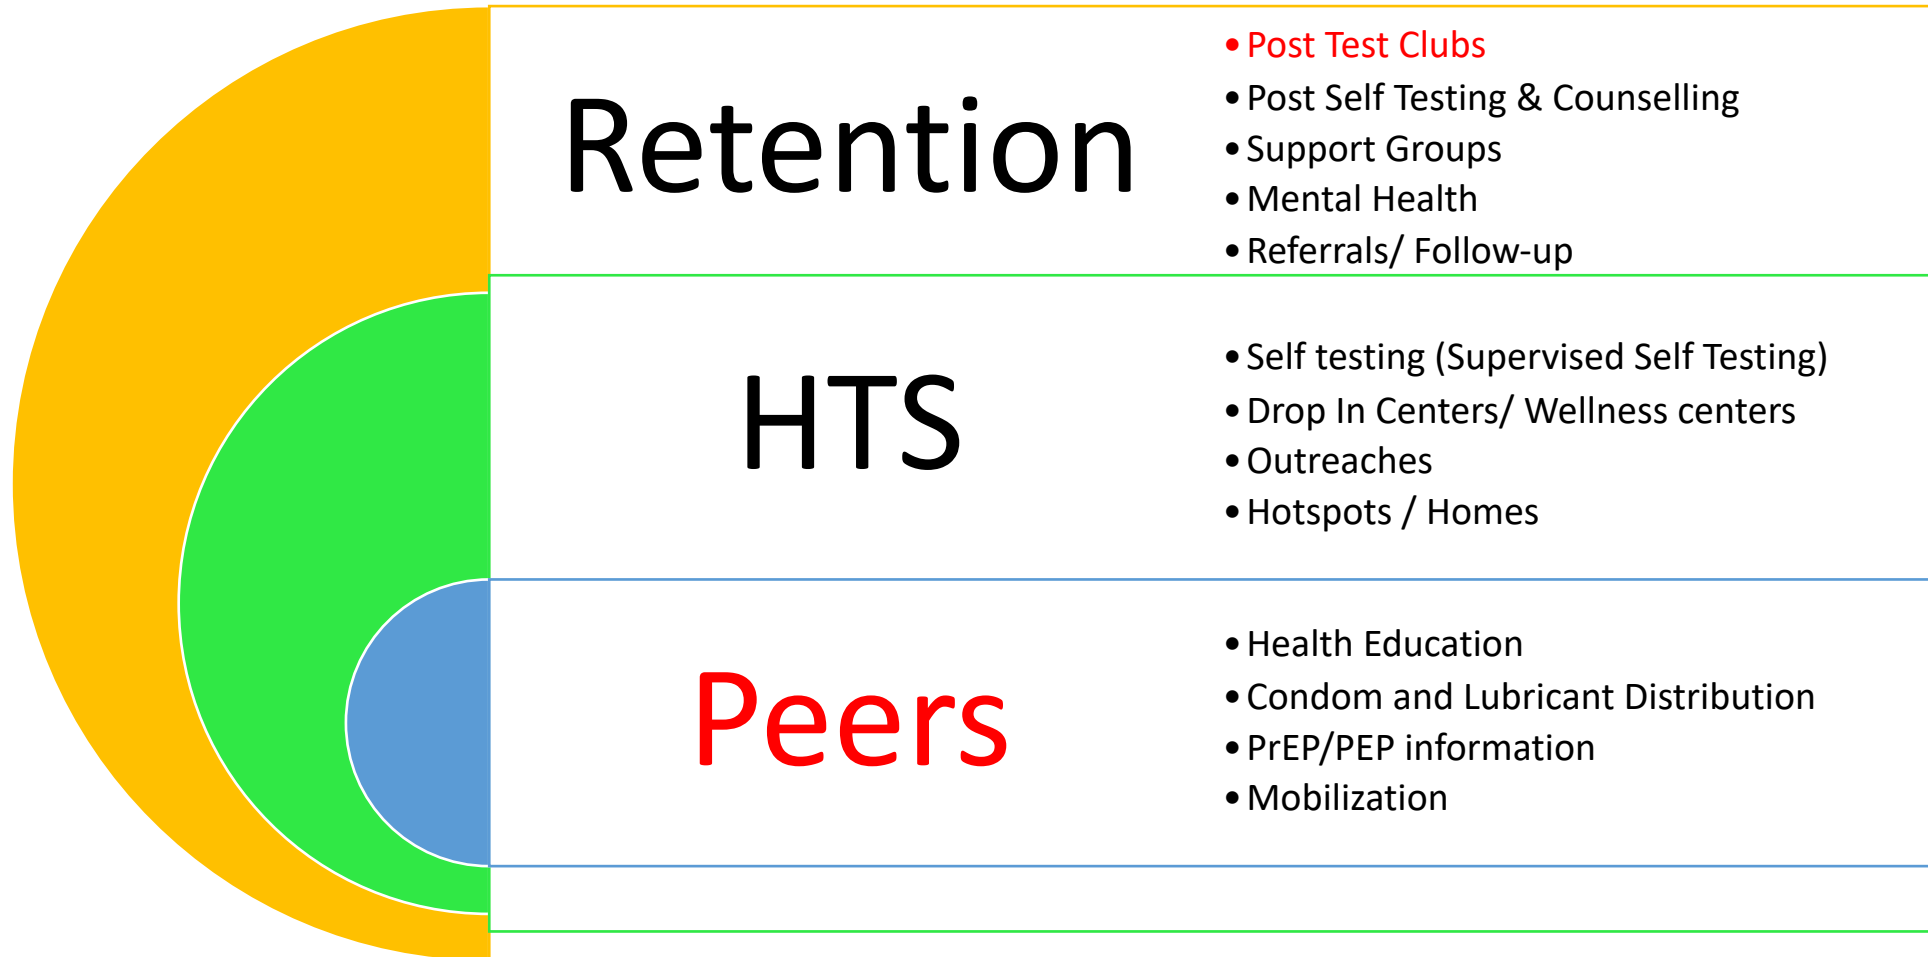 Retention
• Post Test Clubs
• Post Self Testing & Counselling
• Support Groups
• Mental Health
• Referrals/ Follow-up
HTS
• Self testing (Supervised Self Testing)
• Drop In Centers/ Wellness centers
• Outreaches
• Hotspots / Homes
Peers
• Health Education
• Condom and Lubricant Distribution
• PrEP/PEP information
• Mobilization